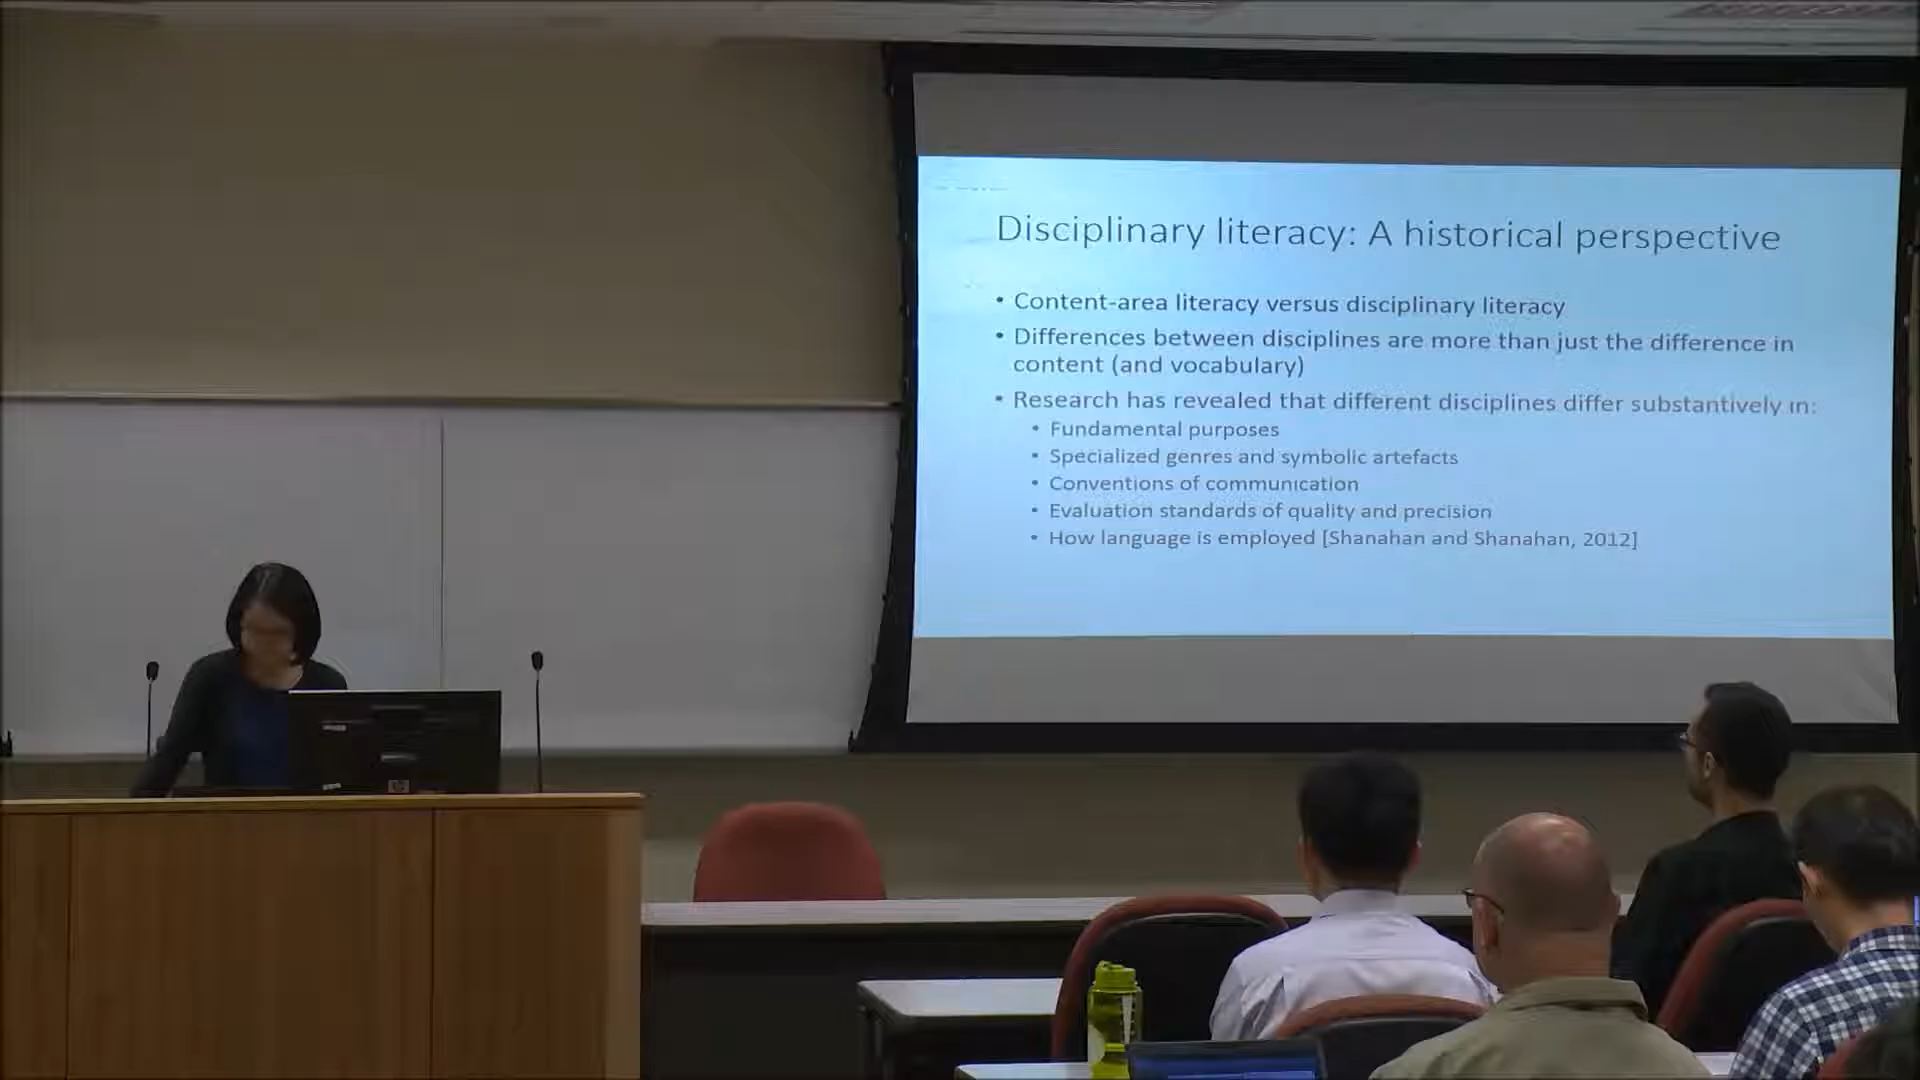 Disciplinary literacy: A historical perspective
• Content-area literacy versus disciplinary literacy
• Differences between disciplines are more than just the difference in
content (and vocabulary)
• Research has revealed that different disciplines differ substantively in:
• Fundamental purposes
• Specialized genres and symbolic artefacts
• Conventions of communication
• Evaluation standards of quality and precision
• How language is employed [Shanahan and Shanahan, 2012]
hp